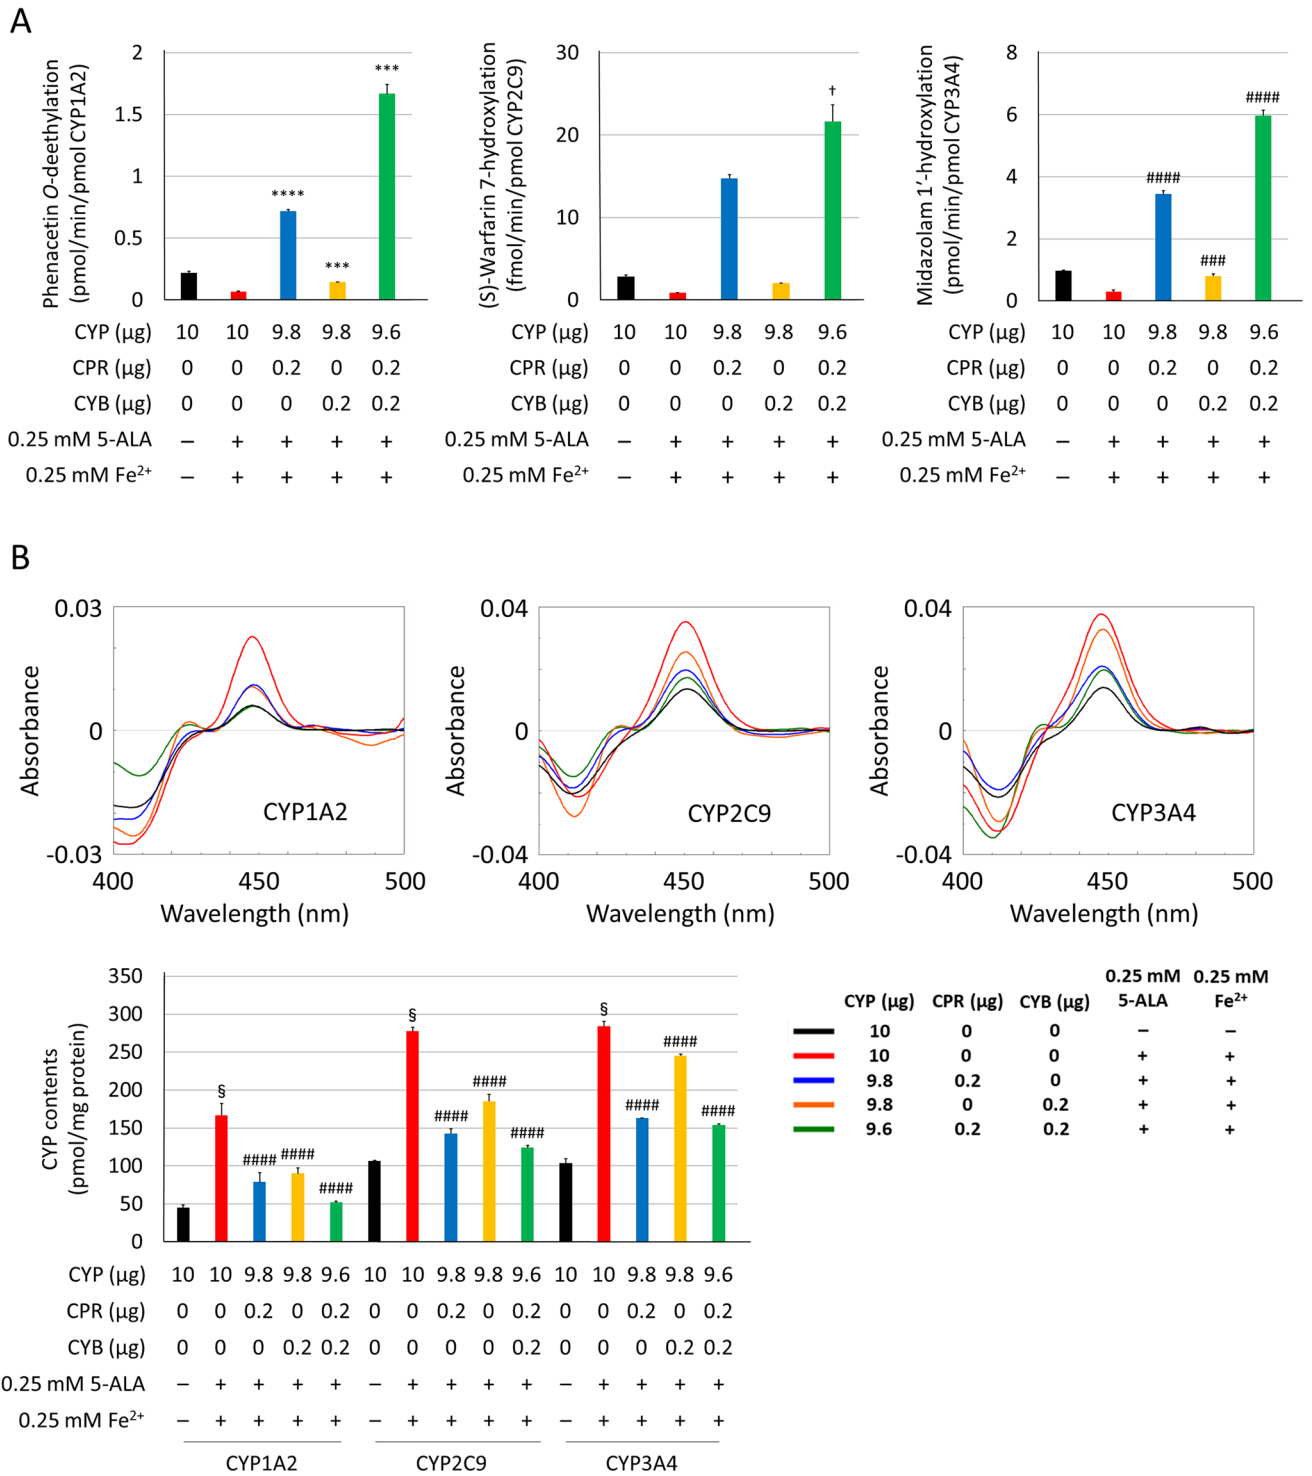 A
Phenacetin O-deethylation
(pmol/min/pmol CYP1A2)
2
1.5
1
0.5
0
***
****
***
CYP (µg) 10 10 9.8 9.8 9.6
CPR (µg) 0 0 0.2 0 0.2
CYB (µg) 0 0 0 0.2 0.2
0.25 mM 5-ALA − + + + +
0.25 mM Fe2+ − + + + +
(S)-Warfarin 7-hydroxylation
(fmol/min/pmol CYP2C9)
30
20
10
0
†
CYP (µg) 10 10 9.8 9.8 9.6
CPR (µg) 0 0 0.2 0 0.2
CYB (µg) 0 0 0 0.2 0.2
0.25 mM 5-ALA − + + + +
0.25 mM Fe2+ − + + + +
Midazolam 1′-hydroxylation
(pmol/min/pmol CYP3A4)
8
6
4
2
0
####
####
###
CYP (µg) 10 10 9.8 9.8 9.6
CPR (µg) 0 0 0.2 0 0.2
CYB (µg) 0 0 0 0.2 0.2
0.25 mM 5-ALA − + + + +
0.25 mM Fe2+ − + + + +
B
Absorbance
0.03
0
-0.03
CYP1A2
400 450 500
Wavelength (nm)
Absorbance
0.04
0
-0.04
CYP2C9
400 450 500
Wavelength (nm)
Absorbance
0.04
0
-0.04
CYP3A4
400 450 500
Wavelength (nm)
CYP contents
(pmol/mg protein)
350
300
250
200
150
100
50
0
§ #### #### ####
§ #### #### ####
§ #### #### ####
CYP (µg) 10 10 9.8 9.8 9.6 10 10 9.8 9.8 9.6 10 10 9.8 9.8 9.6
CPR (µg) 0 0 0.2 0 0.2 0 0 0.2 0 0.2 0 0 0.2 0 0.2
CYB (µg) 0 0 0 0.2 0.2 0 0 0 0 0.2 0 0 0 0.2 0.2
0.25 mM 5-ALA − + + + + − + + + + − + + + +
0.25 mM Fe2+ − + + + + − + + + + − + + + +
CYP1A2 CYP2C9 CYP3A4
0.25 mM 0.25 mM
CYP (µg) CPR (µg) CYB (µg) 5-ALA Fe2+
10 0 0 − −
10 0 0 + +
9.8 0.2 0 + +
9.8 0 0.2 + +
9.6 0.2 0.2 + +